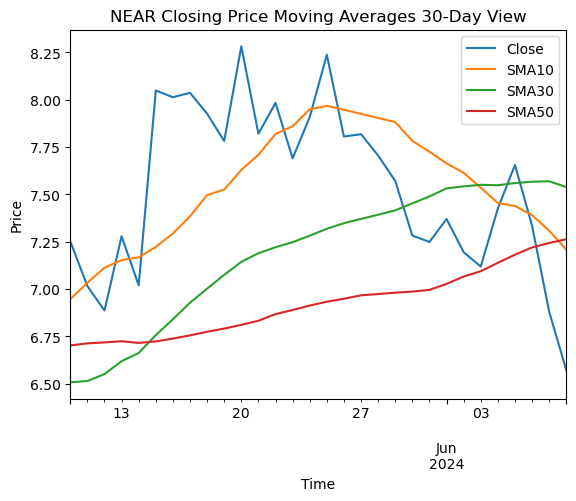 NEAR Closing Price Moving Averages 30-Day View
Close
SMA10
SMA30
SMA50
8.25
8.00
7.75
7.50
7.25
7.00
6.75
6.50
Price
13
20
27
03
Jun
2024
Time